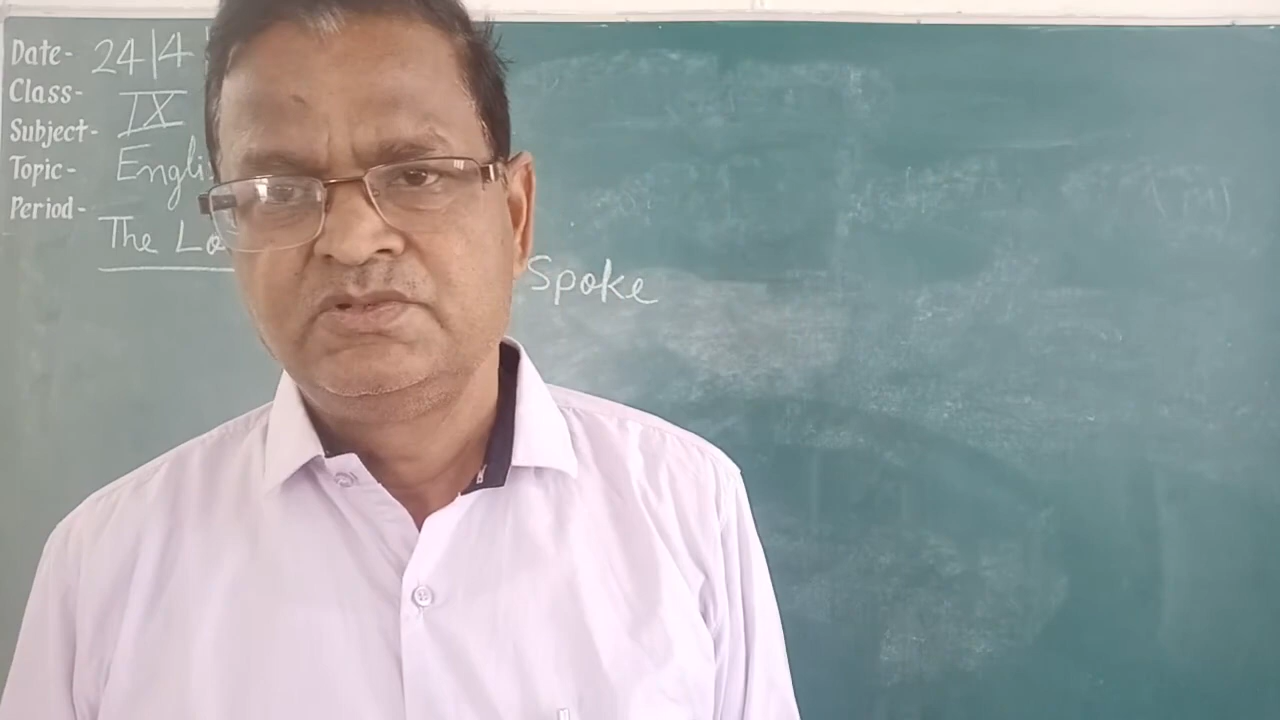 Date- 24/4
Class- IX
Subject-
Topic- Engli
Period-
The Lo
Spoke